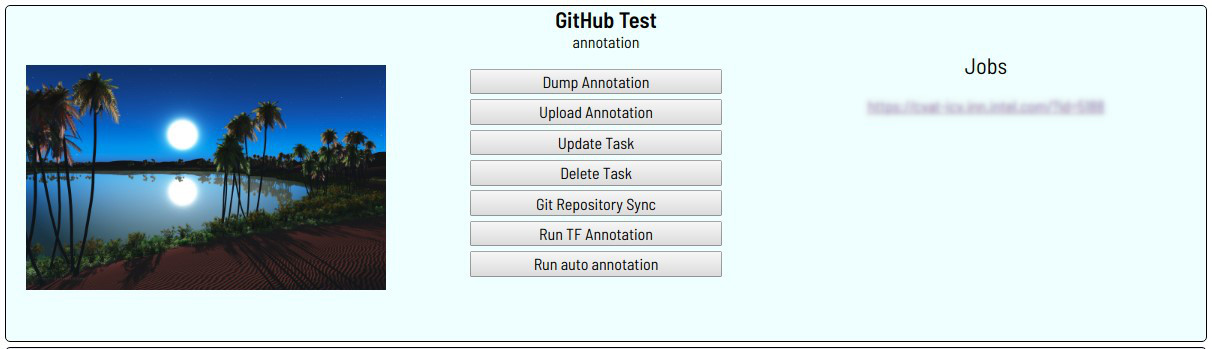 GitHub Test
annotation
Dump Annotation
Upload Annotation
Update Task
Delete Task
Git Repository Sync
Run TF Annotation
Run auto annotation
Jobs